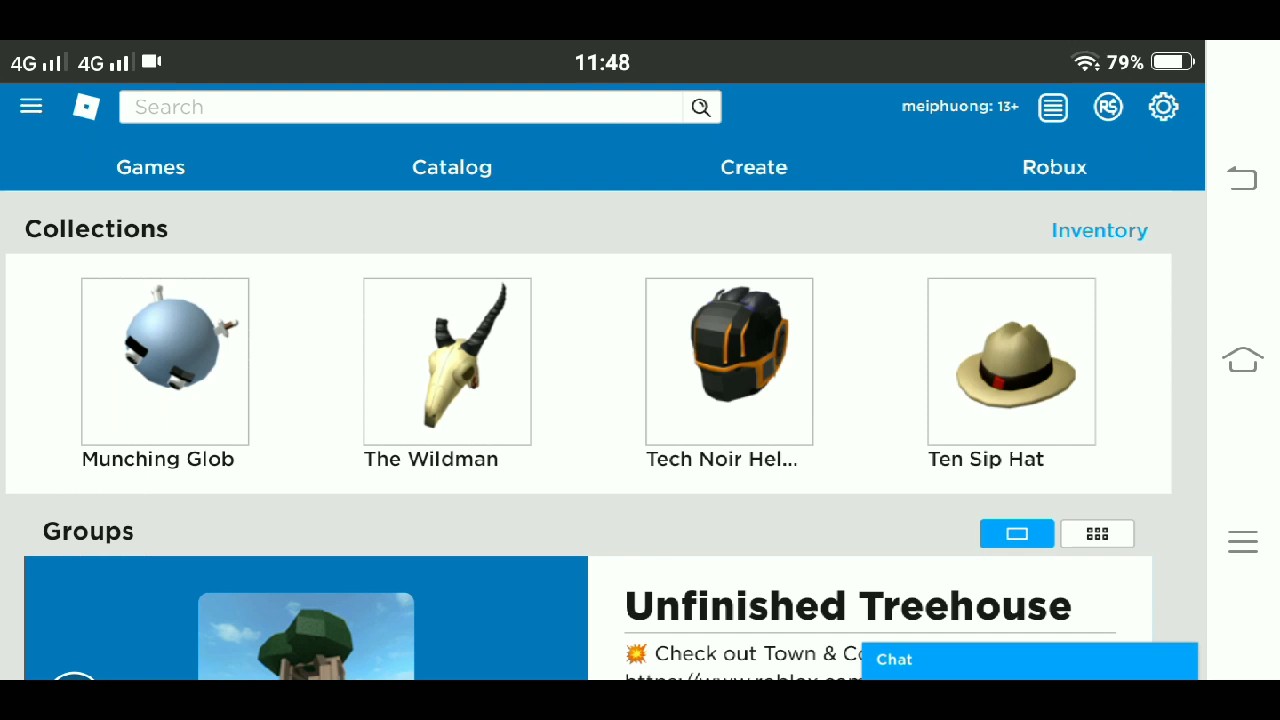 4G 4G 11:48 79%
Search meiphuong: 13+
Games Catalog Create Robux
Collections Inventory
Munching Glob The Wildman Tech Noir Hel... Ten Sip Hat
Groups
Unfinished Treehouse
💥 Check out Town & Co
Chat